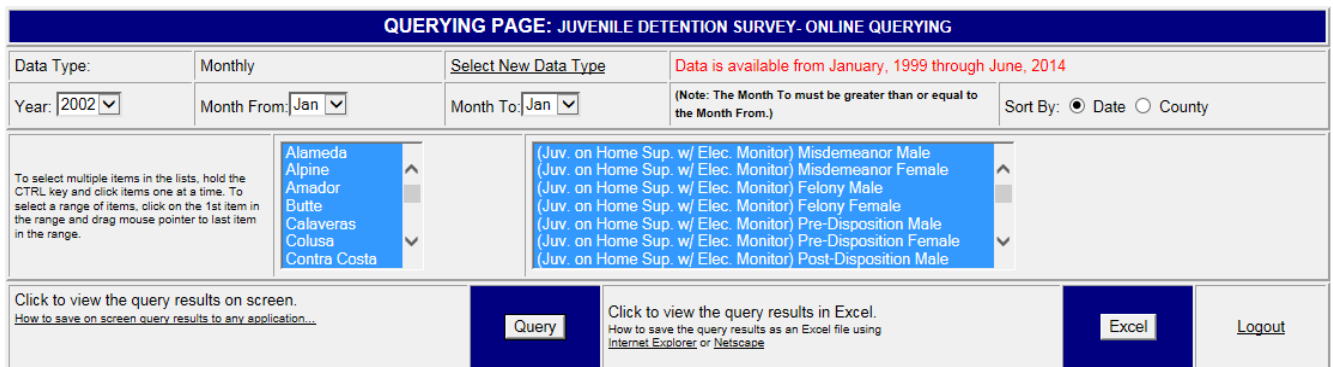 QUERYING PAGE: JUVENILE DETENTION SURVEY- ONLINE QUERYING
Data Type:
Monthly
Select New Data Type
Data is available from January, 1999 through June, 2014
Year: 2002
Month From: Jan
Month To: Jan
(Note: The Month To must be greater than or equal to
the Month From.)
Sort By: Date County
To select multiple items in the lists, hold the
CTRL key and click items one at a time. To
select a range of items, click on the 1st item in
the range and drag mouse pointer to last item
in the range.
Alameda
Alpine
Amador
Butte
Calaveras
Colusa
Contra Costa
(Juv. on Home Sup. w/ Elec. Monitor) Misdemeanor Male
(Juv. on Home Sup. w/ Elec. Monitor) Misdemeanor Female
(Juv. on Home Sup. w/ Elec. Monitor) Felony Male
(Juv. on Home Sup. w/ Elec. Monitor) Felony Female
(Juv. on Home Sup. w/ Elec. Monitor) Pre-Disposition Male
(Juv. on Home Sup. w/ Elec. Monitor) Pre-Disposition Female
(Juv. on Home Sup. w/ Elec. Monitor) Post-Disposition Male
Click to view the query results on screen.
How to save on screen query results to any application...
Query
Click to view the query results in Excel.
How to save the query results as an Excel file using
Internet Explorer or Netscape
Excel
Logout